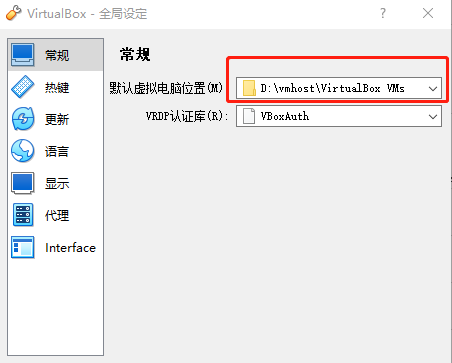 VirtualBox - 全局设定
常规
热键
更新
语言
显示
代理
Interface
常规
默认虚拟电脑位置(M) D:\vmhost\VirtualBox VMs
VRDP认证库(R): VBoxAuth